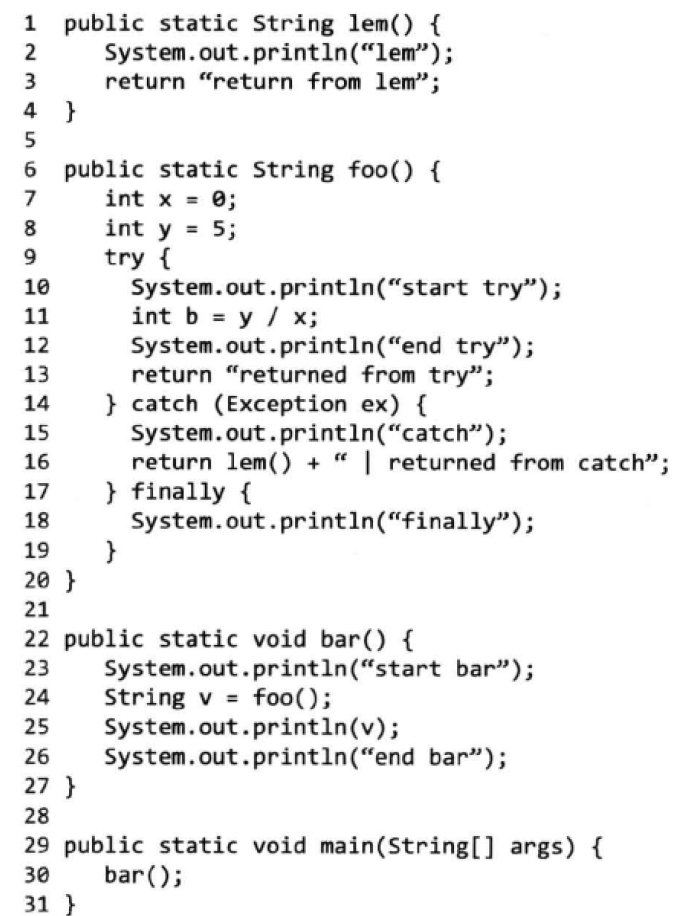 1 public static String lem() {
2 System.out.println(“lem”);
3 return “return from lem”;
4 }
5
6 public static String foo() {
7 int x = 0;
8 int y = 5;
9 try {
10 System.out.println(“start try”);
11 int b = y / x;
12 System.out.println(“end try”);
13 return “returned from try”;
14 } catch (Exception ex) {
15 System.out.println(“catch”);
16 return lem() + “ | returned from catch”;
17 } finally {
18 System.out.println(“finally”);
19 }
20 }
21
22 public static void bar() {
23 System.out.println(“start bar”);
24 String v = foo();
25 System.out.println(v);
26 System.out.println(“end bar”);
27 }
28
29 public static void main(String[] args) {
30 bar();
31 }